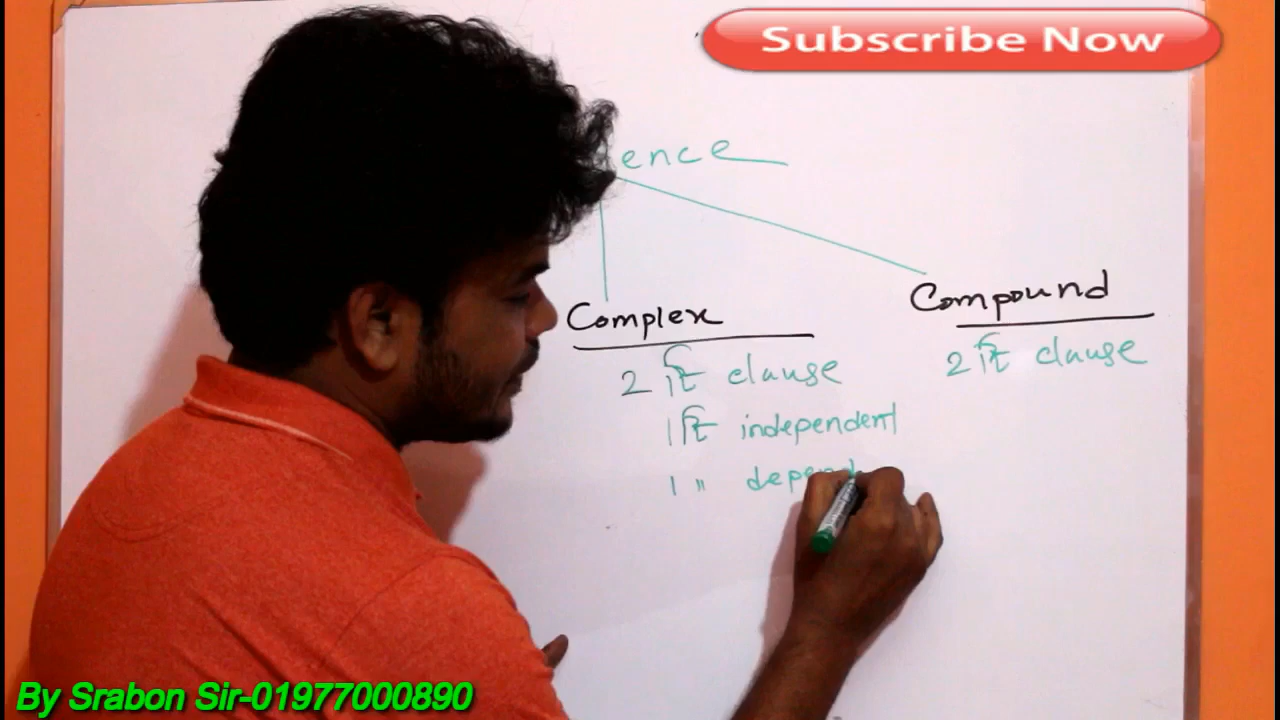 Subscribe Now
ence
Complex
Compound
2 টি clause
2 টি clause
1 টি independent
1 " depend
By Srabon Sir-01977000890